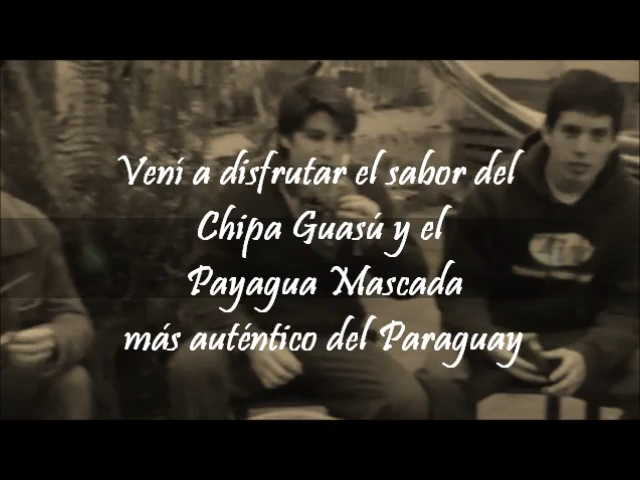 Vení a disfrutar el sabor del
Chipa Guasú y el
Payagua Mascada
más auténtico del Paraguay